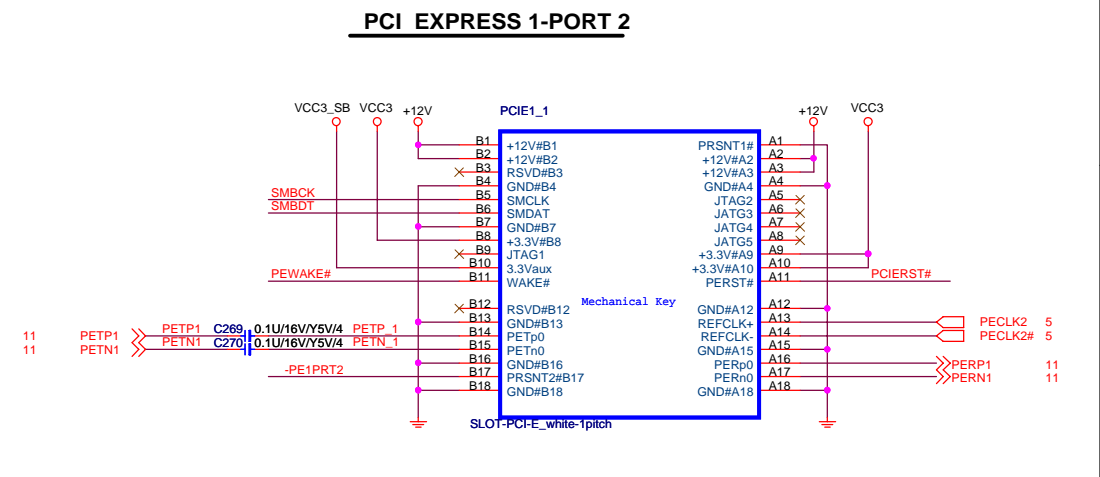 PCI EXPRESS 1-PORT 2
VCC3_SB VCC3 +12V PCIE1_1 +12V VCC3
B1 +12V#B1 PRSNT1# A1
B2 +12V#B2 +12V#A2 A2
B3 RSVD#B3 +12V#A3 A3
B4 GND#B4 GND#A4 A4
SMBCK B5 SMCLK JTAG2 A5
SMBDT B6 SMDAT JATG3 A6
B7 GND#B7 JATG4 A7
B8 +3.3V#B8 JATG5 A8
B9 JTAG1 +3.3V#A9 A9
B10 3.3Vaux +3.3V#A10 A10
PEWAKE# B11 WAKE# PERST# A11 PCIERST#
Mechanical Key
B12 RSVD#B12 GND#A12 A12
B13 GND#B13 REFCLK+ A13 PECLK2 5
11 PETP1 PETP1 C269 0.1U/16V/Y5V/4 PETP_1 B14 PETp0 REFCLK- A14 PECLK2# 5
11 PETN1 PETN1 C270 0.1U/16V/Y5V/4 PETN_1 B15 PETn0 GND#A15 A15
B16 GND#B16 PERp0 A16 PERP1 11
-PE1PRT2 B17 PRSNT2#B17 PERn0 A17 PERN1 11
B18 GND#B18 GND#A18 A18
SLOT-PCI-E_white-1pitch